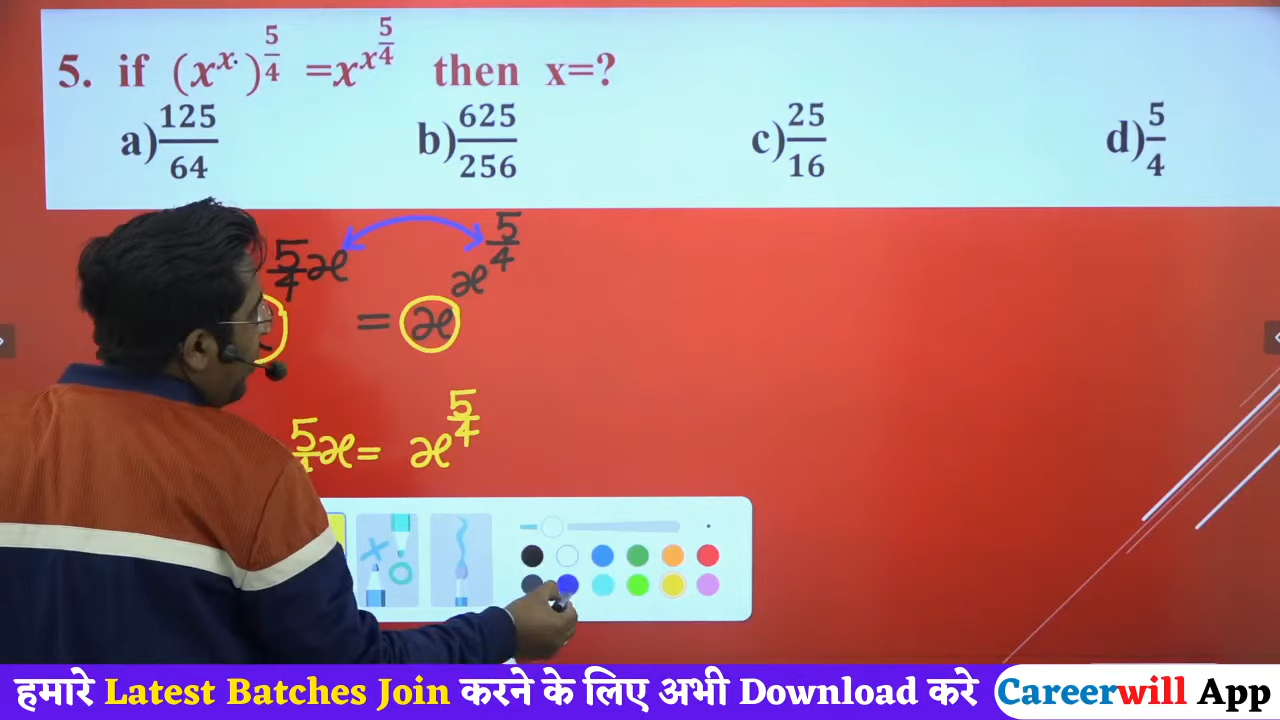 5. if (x^x)^{5/4} = x^{x^{5/4}} then x=?
a) 125/64 b) 625/256 c) 25/16 d) 5/4
5/4 x = x^{x^{5/4}}
5/4 x = x^{5/4}
हमारे Latest Batches Join करने के लिए अभी Download करे Careerwill App